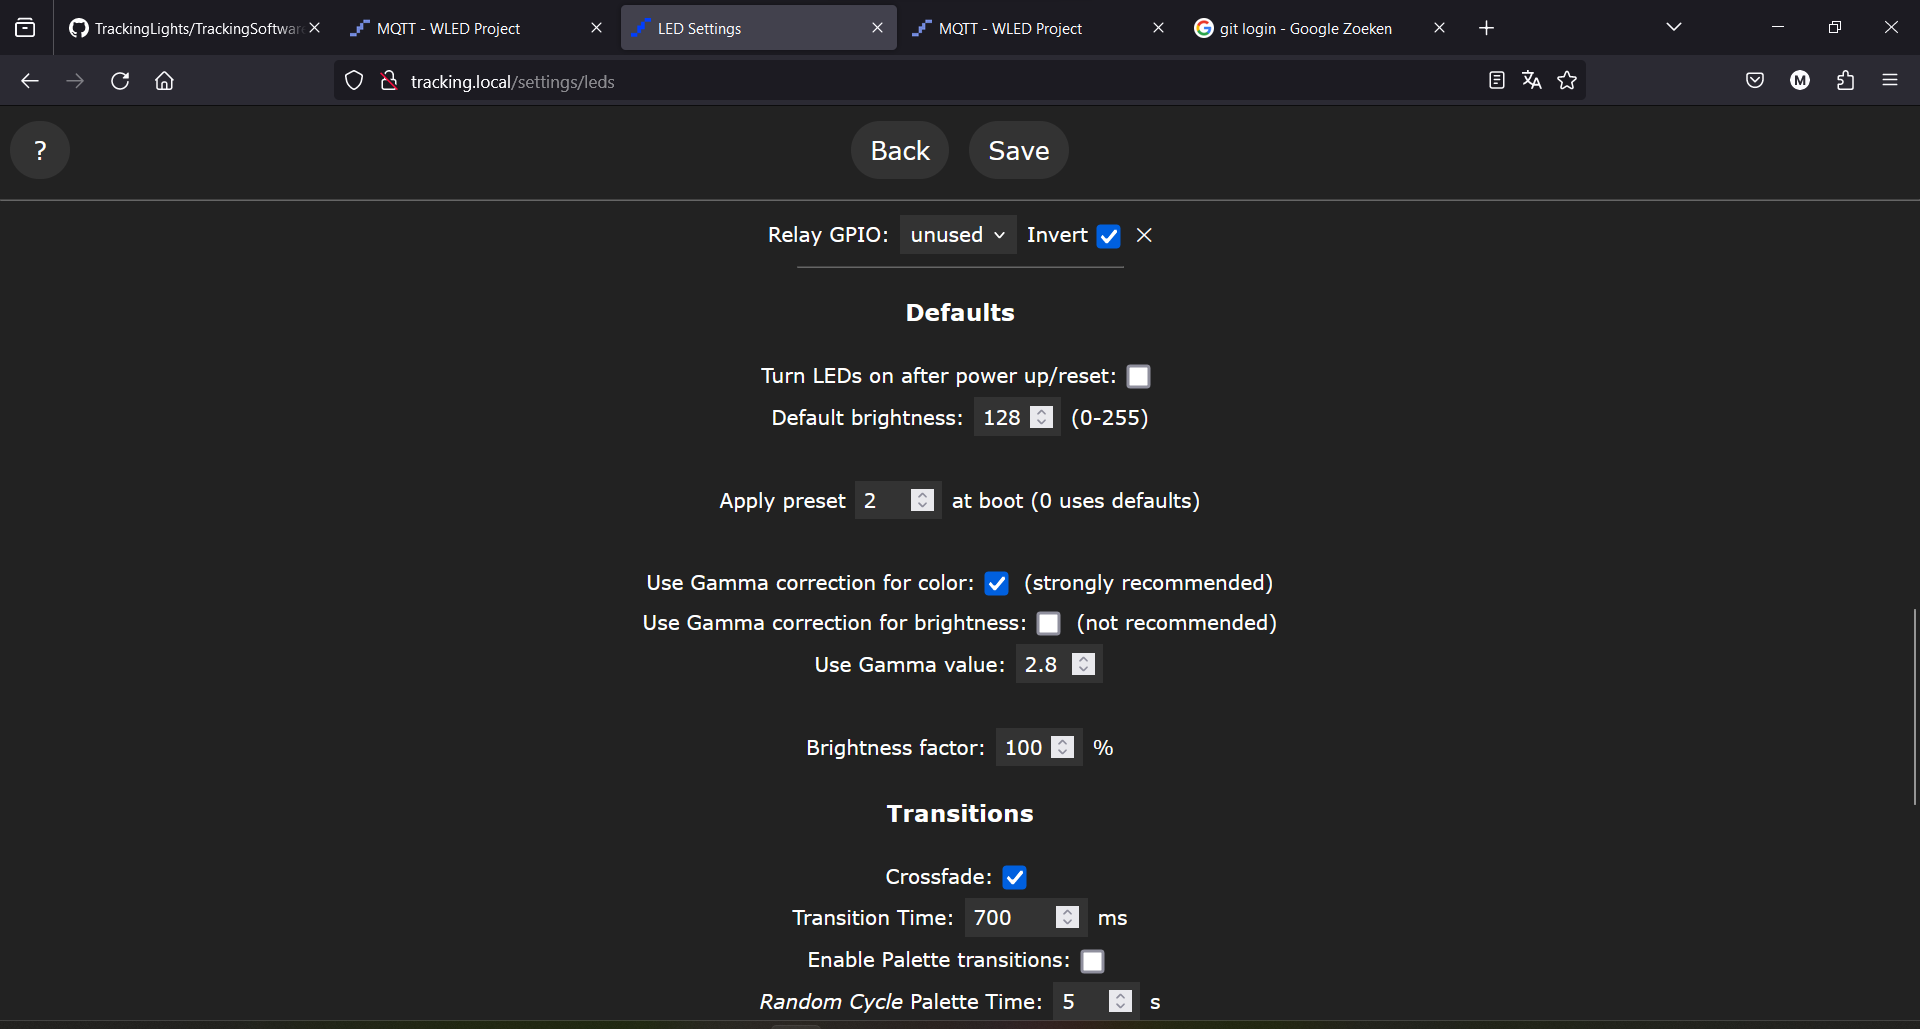 TrackingLights/TrackingSoftwar
MQTT - WLED Project
LED Settings
MQTT - WLED Project
git login - Google Zoeken
tracking.local/settings/leds
M
?
Back
Save
Relay GPIO: unused Invert
Defaults
Turn LEDs on after power up/reset:
Default brightness: 128 (0-255)
Apply preset 2 at boot (0 uses defaults)
Use Gamma correction for color: (strongly recommended)
Use Gamma correction for brightness: (not recommended)
Use Gamma value: 2.8
Brightness factor: 100 %
Transitions
Crossfade:
Transition Time: 700 ms
Enable Palette transitions:
Random Cycle Palette Time: 5 s